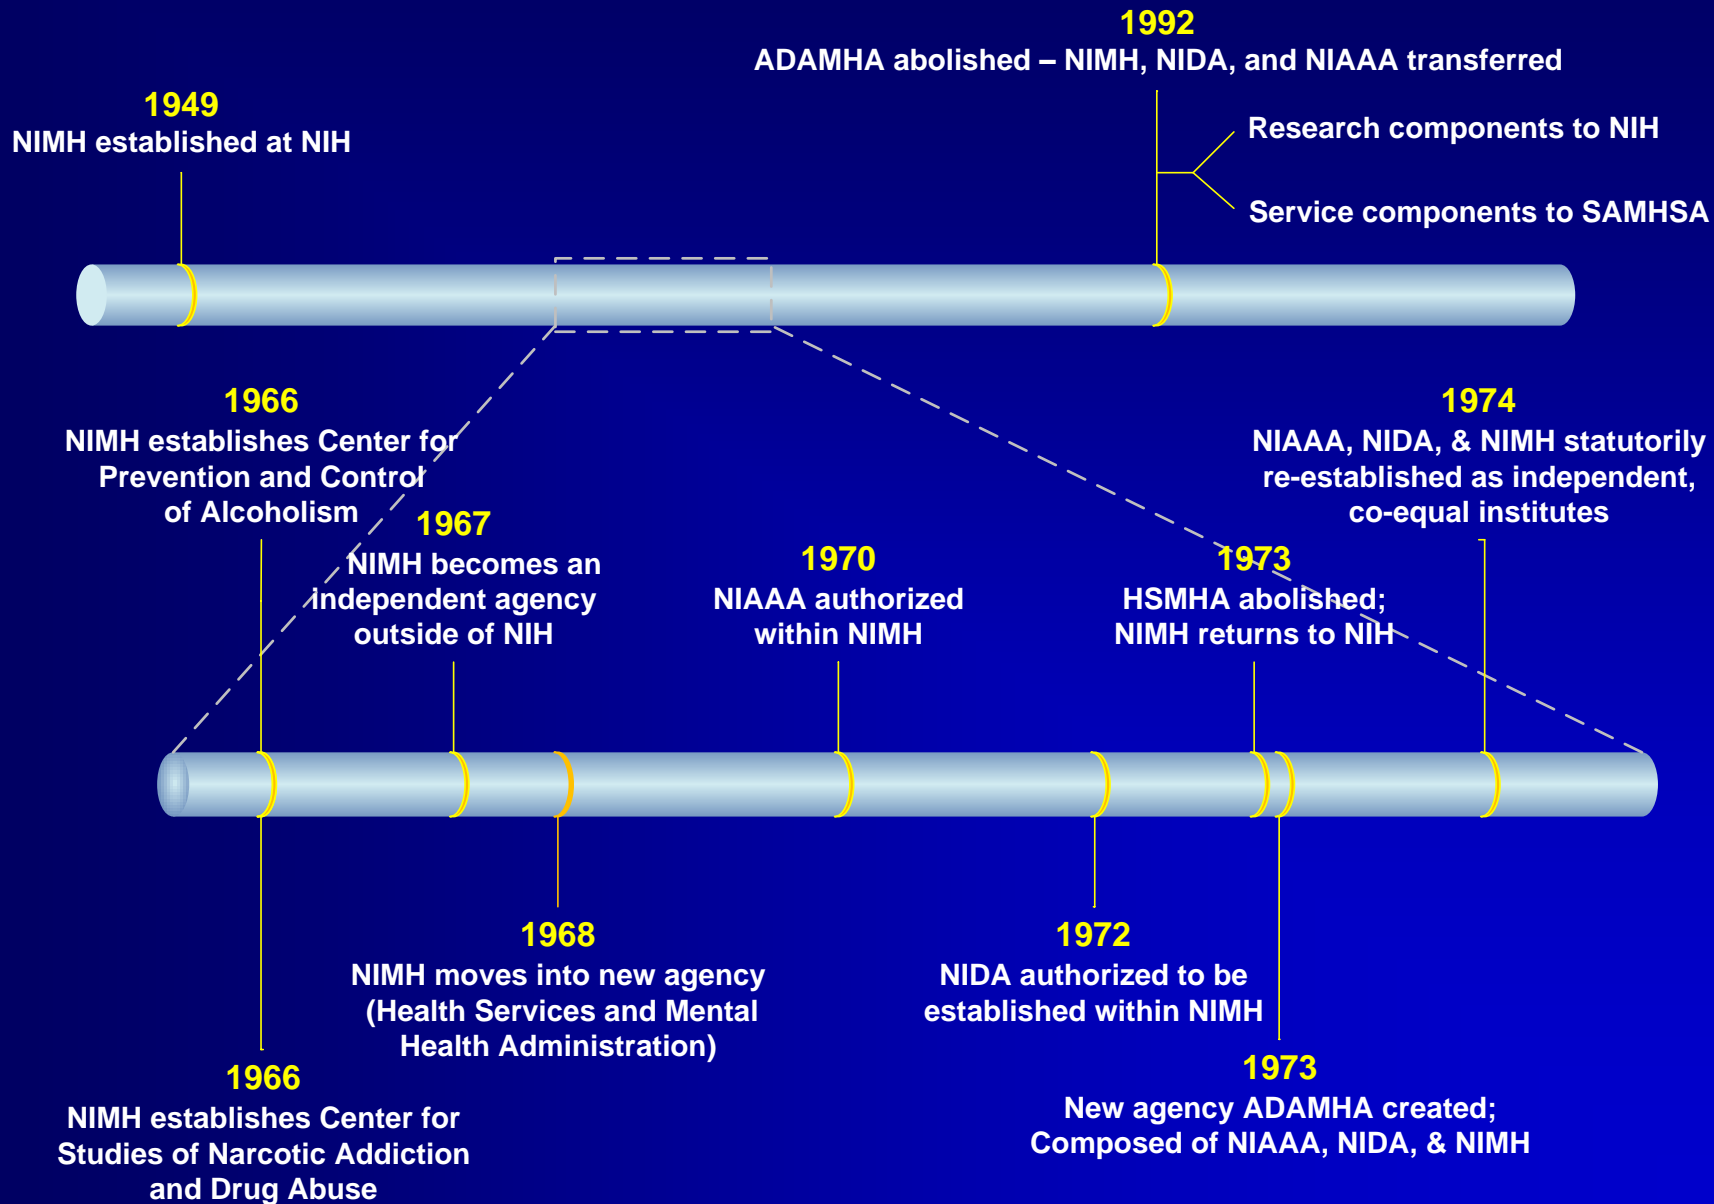 1992
ADAMHA abolished – NIMH, NIDA, and NIAAA transferred
Research components to NIH
Service components to SAMHSA
1949
NIMH established at NIH
1966
NIMH establishes Center for
Prevention and Control
of Alcoholism
1967
NIMH becomes an
independent agency
outside of NIH
1970
NIAAA authorized
within NIMH
1973
HSMHA abolished;
NIMH returns to NIH
1974
NIAAA, NIDA, & NIMH statutorily
re-established as independent,
co-equal institutes
1966
NIMH establishes Center for
Studies of Narcotic Addiction
and Drug Abuse
1968
NIMH moves into new agency
(Health Services and Mental
Health Administration)
1972
NIDA authorized to be
established within NIMH
1973
New agency ADAMHA created;
Composed of NIAAA, NIDA, & NIMH